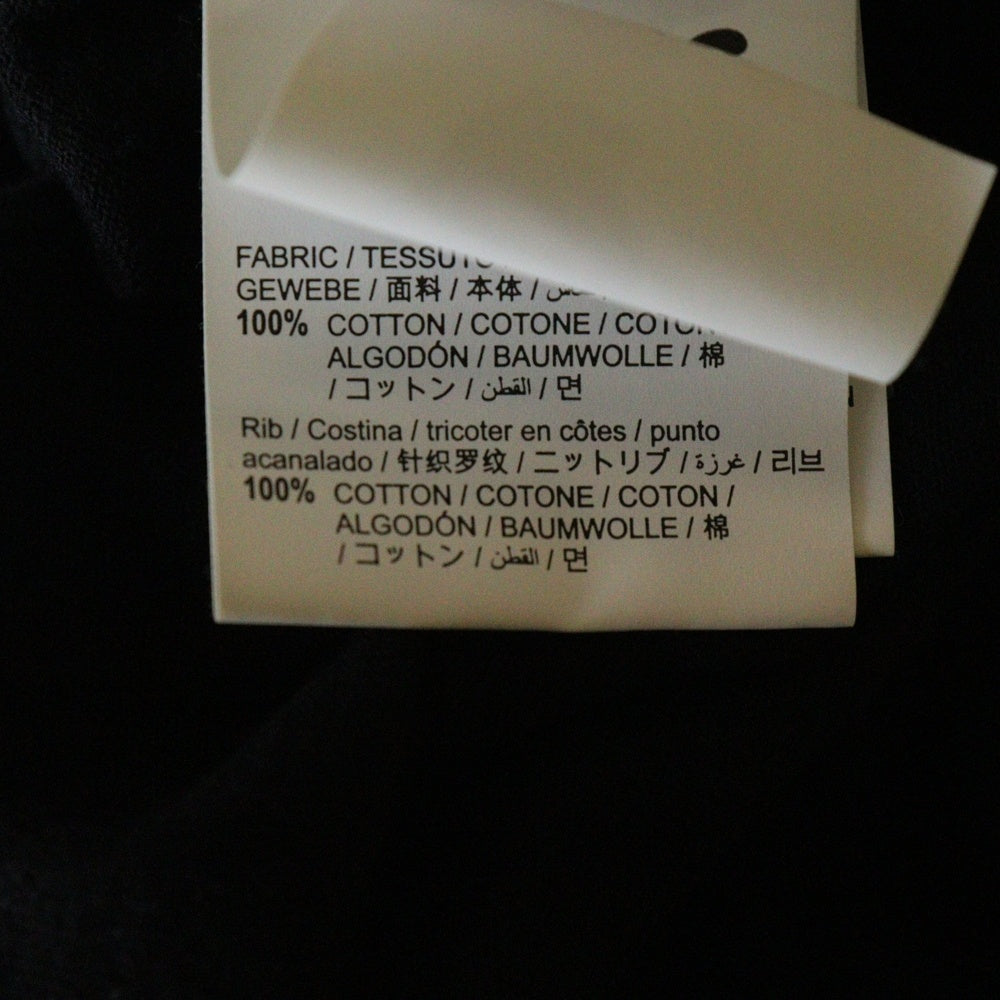 FABRIC / TESSUTO
GEWEBE / 面料 / 本体 /
100% COTTON / COTONE / COTON
ALGODÓN / BAUMWOLLE / 棉
/ コットン / القطن / 면
Rib / Costina / tricoter en côtes / punto
acanalado / 针织罗纹 / ニットリブ / غرزة / 리브
100% COTTON / COTONE / COTON /
ALGODÓN / BAUMWOLLE / 棉
/ コットン / القطن / 면